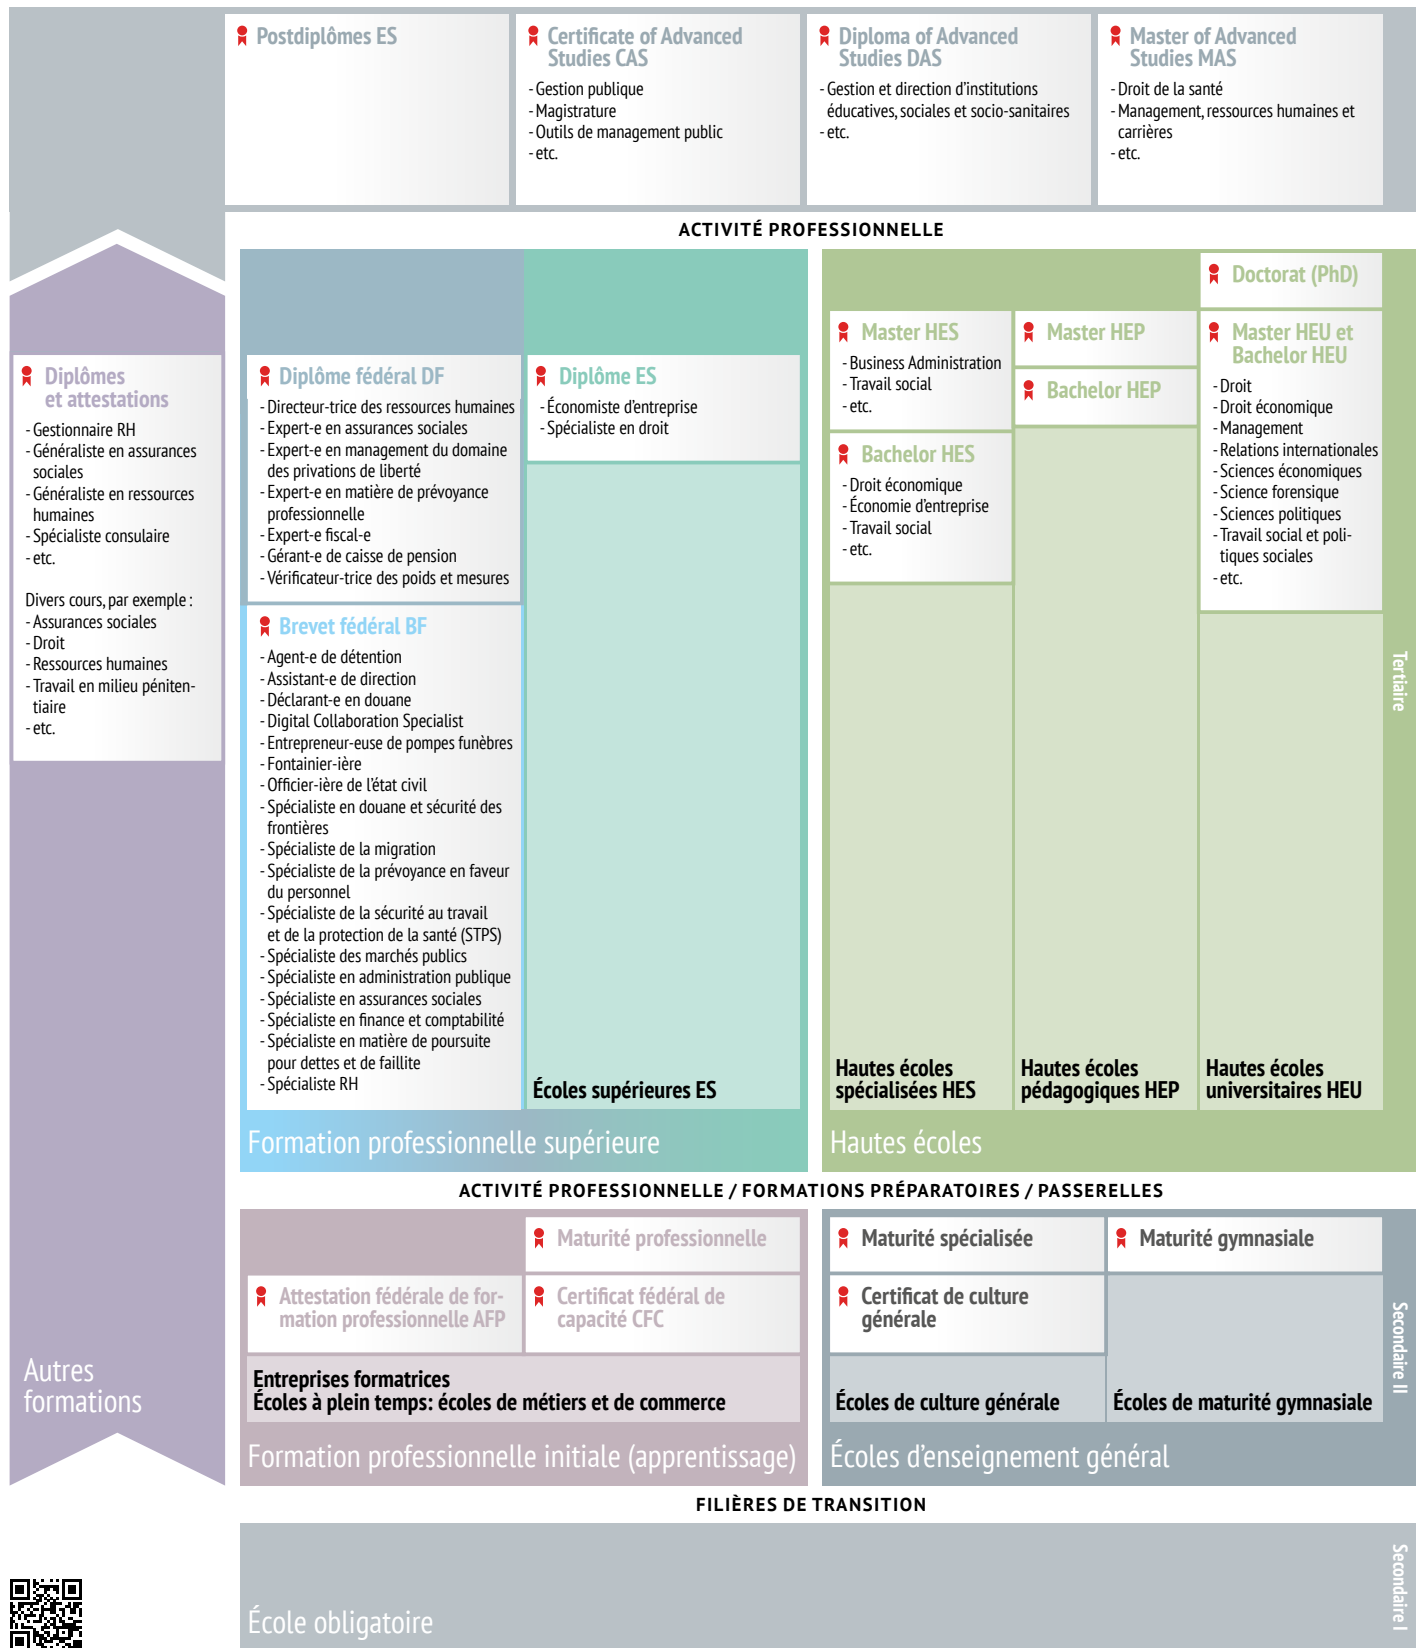 Postdiplômes ES
Certificate of Advanced
Studies CAS
- Gestion publique
- Magistrature
- Outils de management public
- etc.
Diploma of Advanced
Studies DAS
- Gestion et direction d'institutions
éducatives, sociales et socio-sanitaires
- etc.
Master of Advanced
Studies MAS
- Droit de la santé
- Management, ressources humaines et
carrières
- etc.
ACTIVITÉ PROFESSIONNELLE
Diplômes
et attestations
- Gestionnaire RH
- Généraliste en assurances
sociales
- Généraliste en ressources
humaines
- Spécialiste consulaire
- etc.
Divers cours, par exemple :
- Assurances sociales
- Droit
- Ressources humaines
- Travail en milieu péniten-
tiaire
- etc.
Autres
formations
Diplôme fédéral DF
- Directeur-trice des ressources humaines
- Expert-e en assurances sociales
- Expert-e en management du domaine
des privations de liberté
- Expert-e en matière de prévoyance
professionnelle
- Expert-e fiscal-e
- Gérant-e de caisse de pension
- Vérificateur-trice des poids et mesures
Brevet fédéral BF
- Agent-e de détention
- Assistant-e de direction
- Déclarant-e en douane
- Digital Collaboration Specialist
- Entrepreneur-euse de pompes funèbres
- Fontainier-ière
- Officier-ière de l'état civil
- Spécialiste en douane et sécurité des
frontières
- Spécialiste de la migration
- Spécialiste de la prévoyance en faveur
du personnel
- Spécialiste de la sécurité au travail
et de la protection de la santé (STPS)
- Spécialiste des marchés publics
- Spécialiste en administration publique
- Spécialiste en assurances sociales
- Spécialiste en finance et comptabilité
- Spécialiste en matière de poursuite
pour dettes et de faillite
- Spécialiste RH
Diplôme ES
- Économiste d'entreprise
- Spécialiste en droit
Écoles supérieures ES
Formation professionnelle supérieure
Master HES
- Business Administration
- Travail social
- etc.
Bachelor HES
- Droit économique
- Économie d'entreprise
- Travail social
- etc.
Hautes écoles
spécialisées HES
Master HEP
Bachelor HEP
Hautes écoles
pédagogiques HEP
Doctorat (PhD)
Master HEU et
Bachelor HEU
- Droit
- Droit économique
- Management
- Relations internationales
- Sciences économiques
- Science forensique
- Sciences politiques
- Travail social et poli-
tiques sociales
- etc.
Hautes écoles
universitaires HEU
Hautes écoles
Tertiaire
ACTIVITÉ PROFESSIONNELLE / FORMATIONS PRÉPARATOIRES / PASSERELLES
Maturité professionnelle
Attestation fédérale de for-
mation professionnelle AFP
Certificat fédéral de
capacité CFC
Entreprises formatrices
Écoles à plein temps: écoles de métiers et de commerce
Formation professionnelle initiale (apprentissage)
Maturité spécialisée
Certificat de culture
générale
Écoles de culture générale
Maturité gymnasiale
Écoles de maturité gymnasiale
Écoles d'enseignement général
Secondaire II
FILIÈRES DE TRANSITION
École obligatoire
Secondaire I